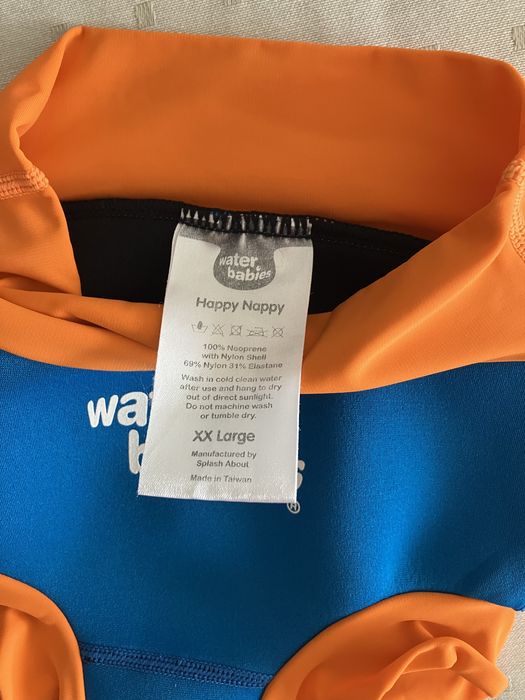 water
babies
Happy Nappy
100% Neoprene
with Nylon Shell
69% Nylon 31% Elastane
Wash in cold clean water
after use and hang to dry
out of direct sunlight.
Do not machine wash
or tumble dry.
XX Large
Manufactured by
Splash About
Made in Taiwan
wat
b s
®